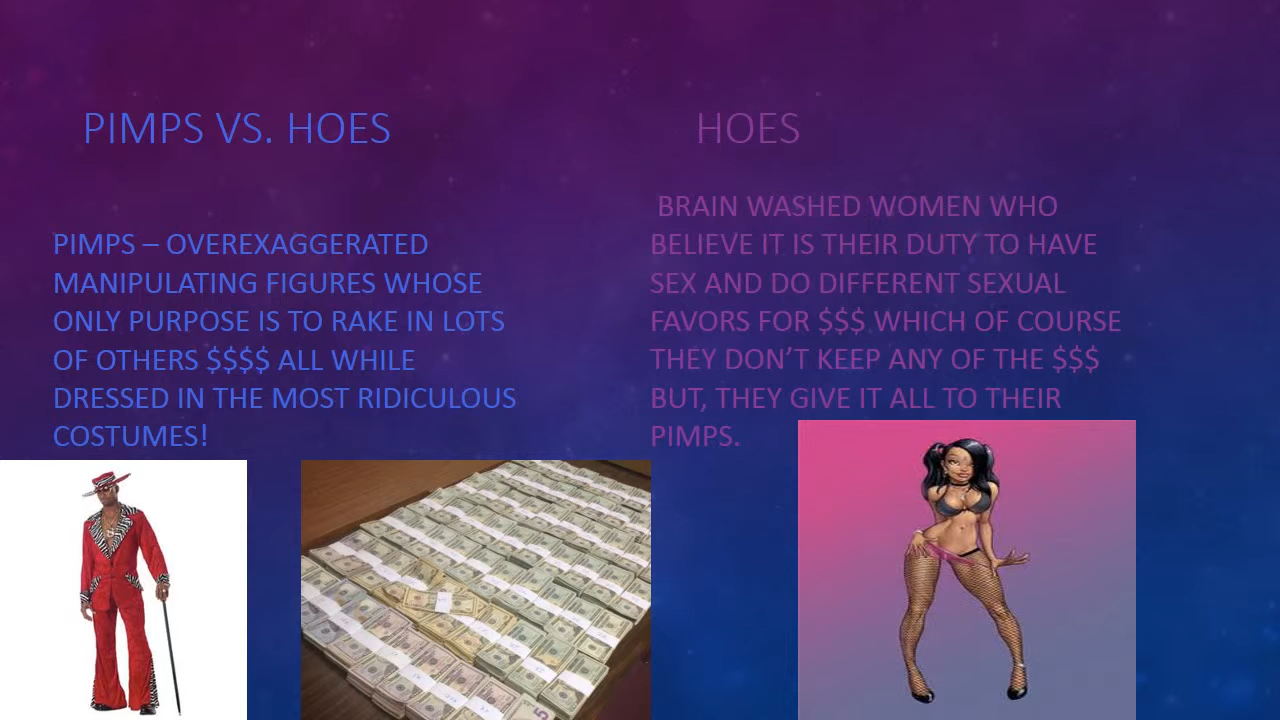 PIMPS VS. HOES
PIMPS – OVEREXAGGERATED
MANIPULATING FIGURES WHOSE
ONLY PURPOSE IS TO RAKE IN LOTS
OF OTHERS $$$$ ALL WHILE
DRESSED IN THE MOST RIDICULOUS
COSTUMES!
HOES
BRAIN WASHED WOMEN WHO
BELIEVE IT IS THEIR DUTY TO HAVE
SEX AND DO DIFFERENT SEXUAL
FAVORS FOR $$$ WHICH OF COURSE
THEY DON’T KEEP ANY OF THE $$$
BUT, THEY GIVE IT ALL TO THEIR
PIMPS.